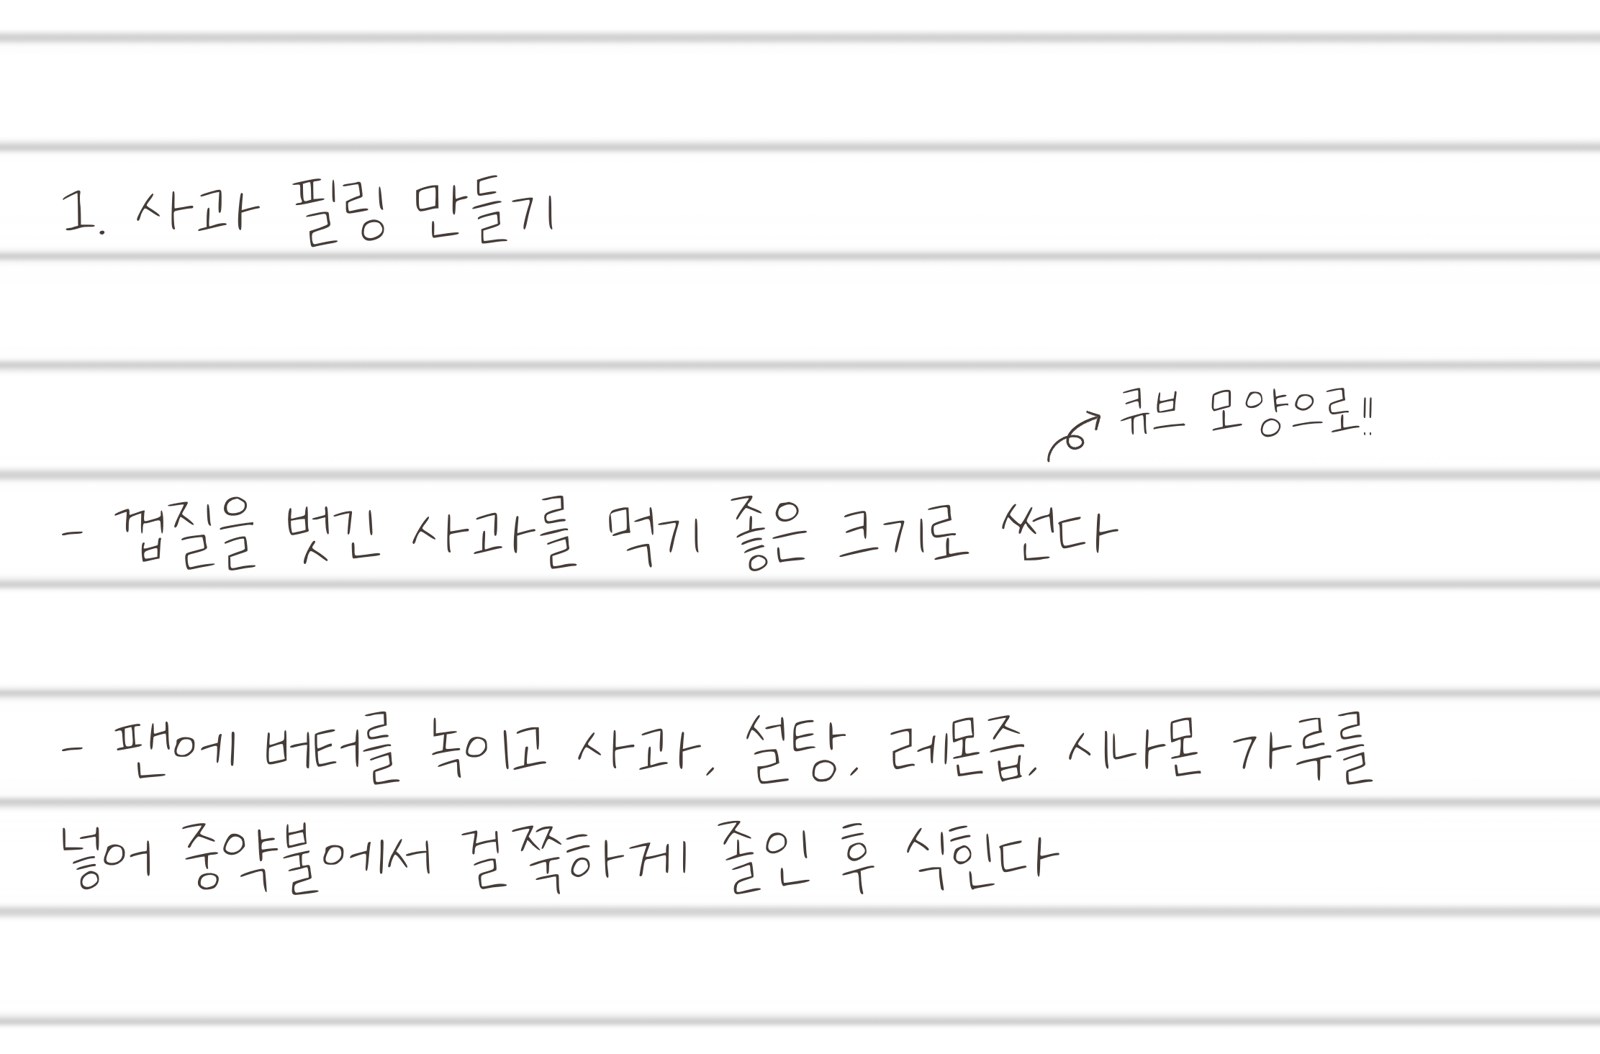 1. 사과 필링 만들기
큐브 모양으로!!
- 껍질을 벗긴 사과를 먹기 좋은 크기로 썬다
- 팬에 버터를 녹이고 사과, 설탕, 레몬즙, 시나몬 가루를
넣어 중약불에서 걸쭉하게 졸인 후 식힌다